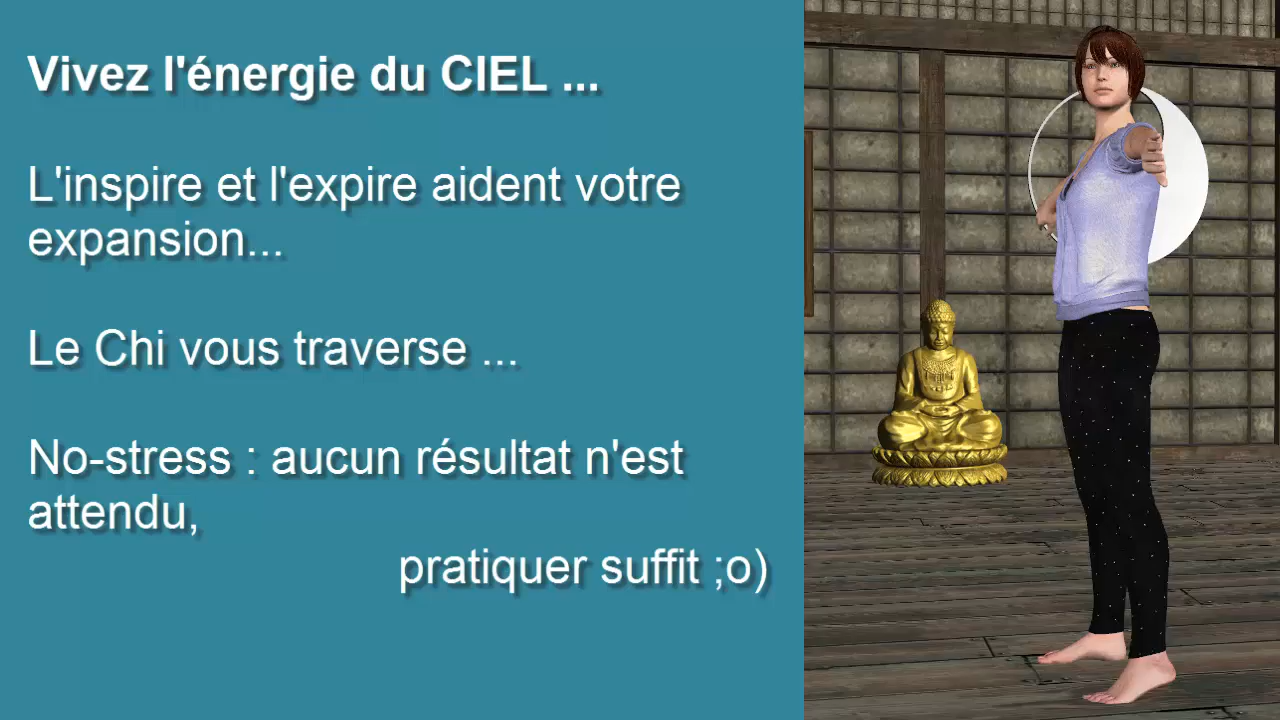 Vivez l'énergie du CIEL ...
L'inspire et l'expire aident votre
expansion...
Le Chi vous traverse ...
No-stress : aucun résultat n'est
attendu,
pratiquer suffit ;o)